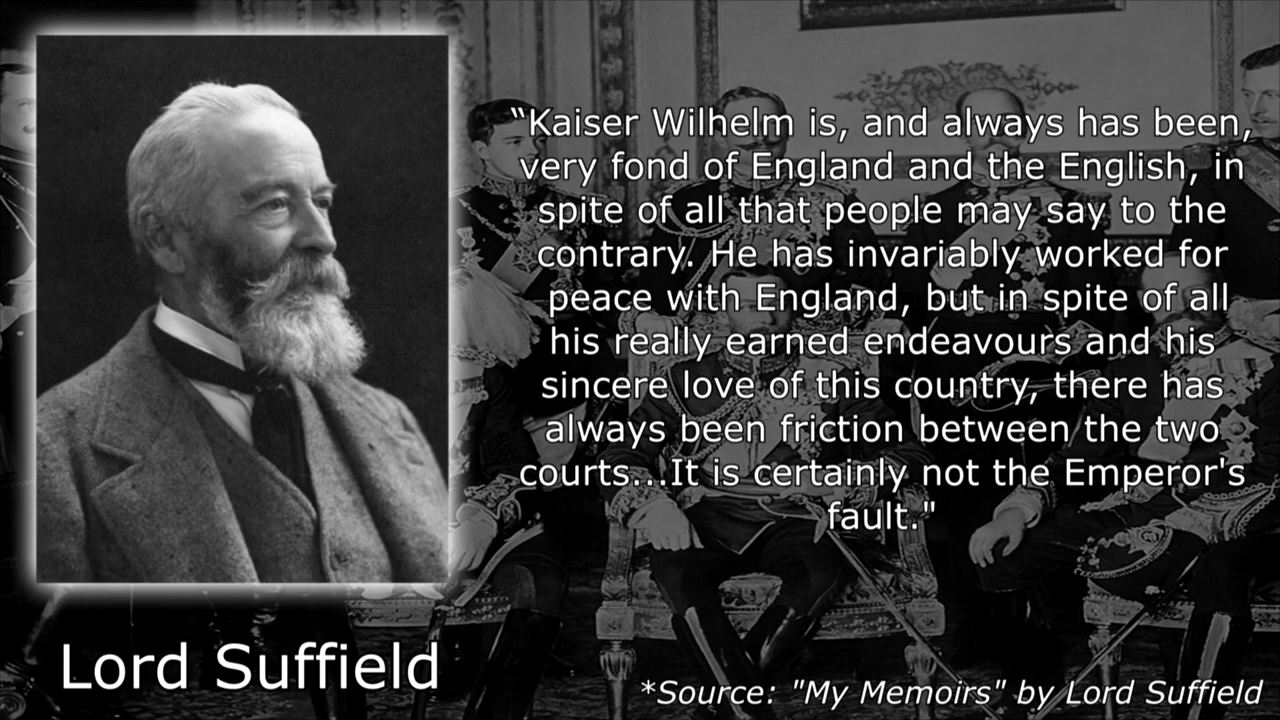 “Kaiser Wilhelm is, and always has been,
very fond of England and the English, in
spite of all that people may say to the
contrary. He has invariably worked for
peace with England, but in spite of all
his really earned endeavours and his
sincere love of this country, there has
always been friction between the two
courts...It is certainly not the Emperor's
fault."
Lord Suffield
*Source: "My Memoirs" by Lord Suffield